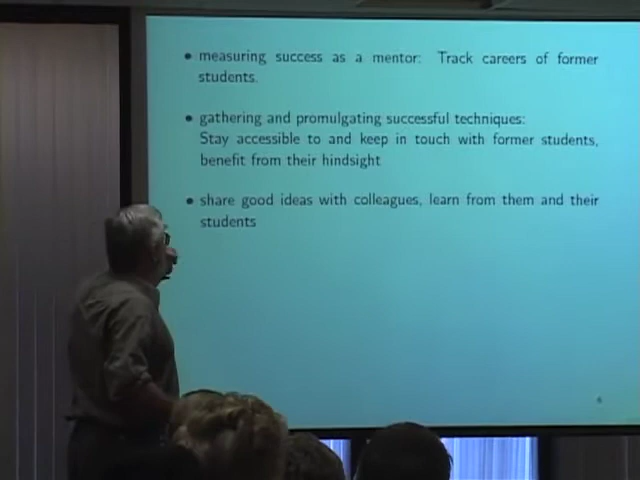 • measuring success as a mentor: Track careers of former
students.
• gathering and promulgating successful techniques:
Stay accessible to and keep in touch with former students,
benefit from their hindsight
• share good ideas with colleagues, learn from them and their
students